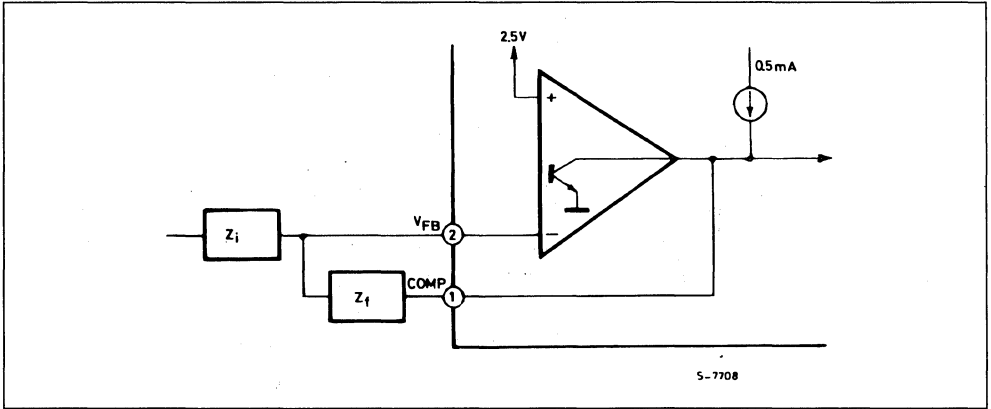 2.5V
0.5mA
+
VFB
2
−
Zi
COMP
1
Zf
S-7708